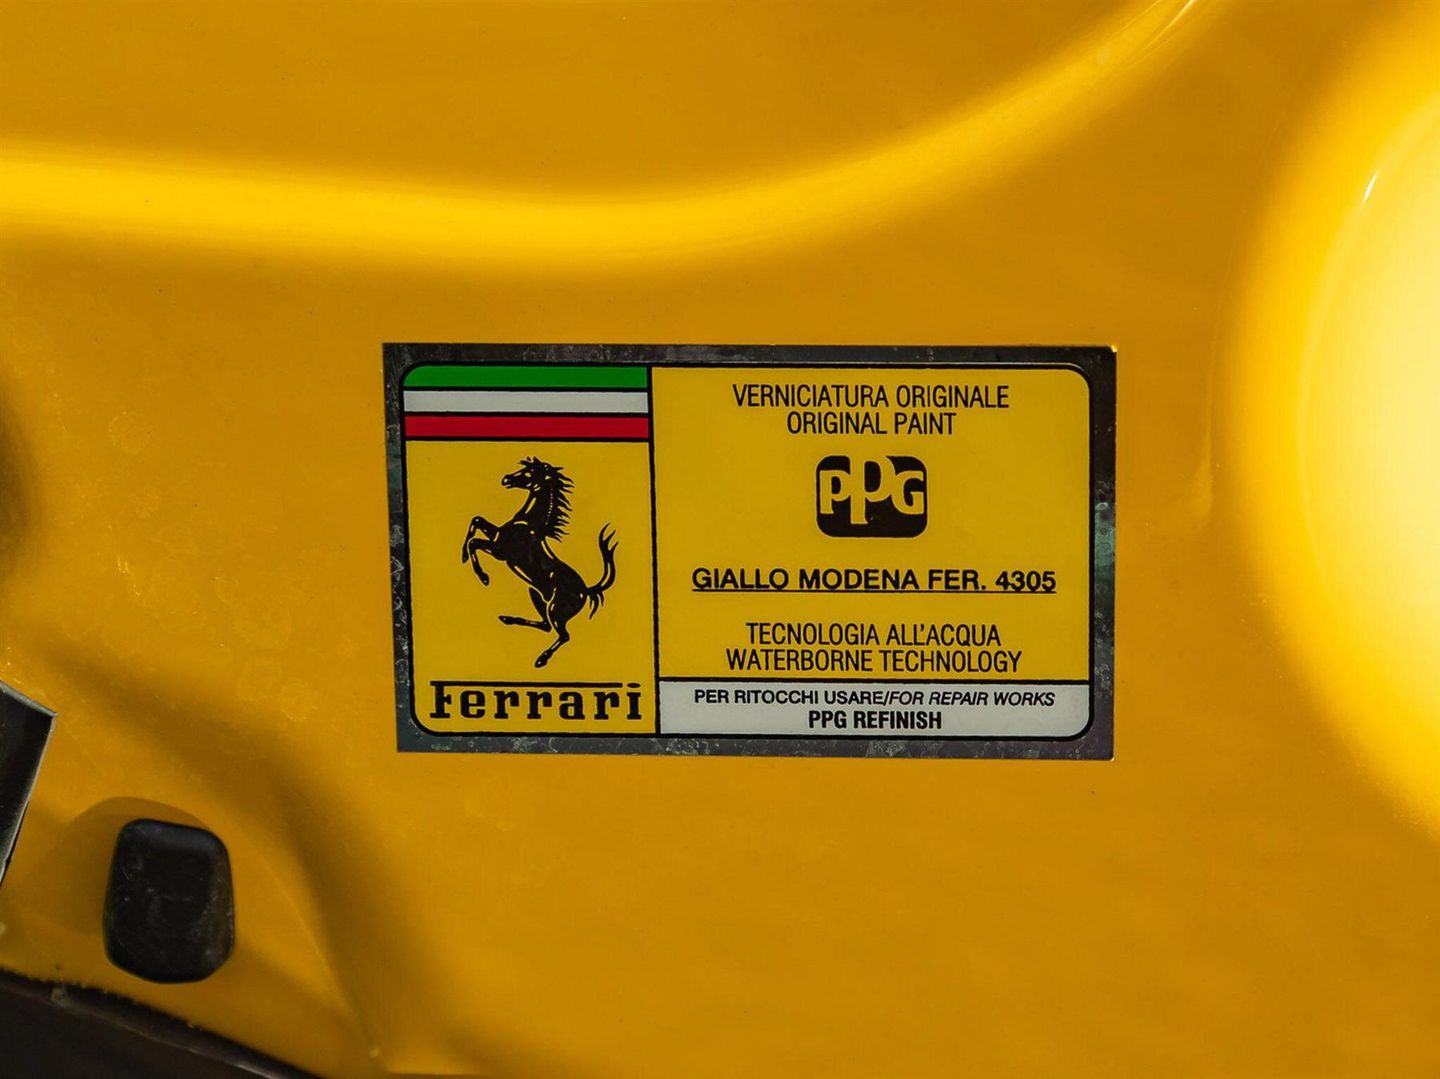 Ferrari
VERNICIATURA ORIGINALE
ORIGINAL PAINT
PPG
GIALLO MODENA FER. 4305
TECNOLOGIA ALL'ACQUA
WATERBORNE TECHNOLOGY
PER RITOCCHI USARE/FOR REPAIR WORKS
PPG REFINISH